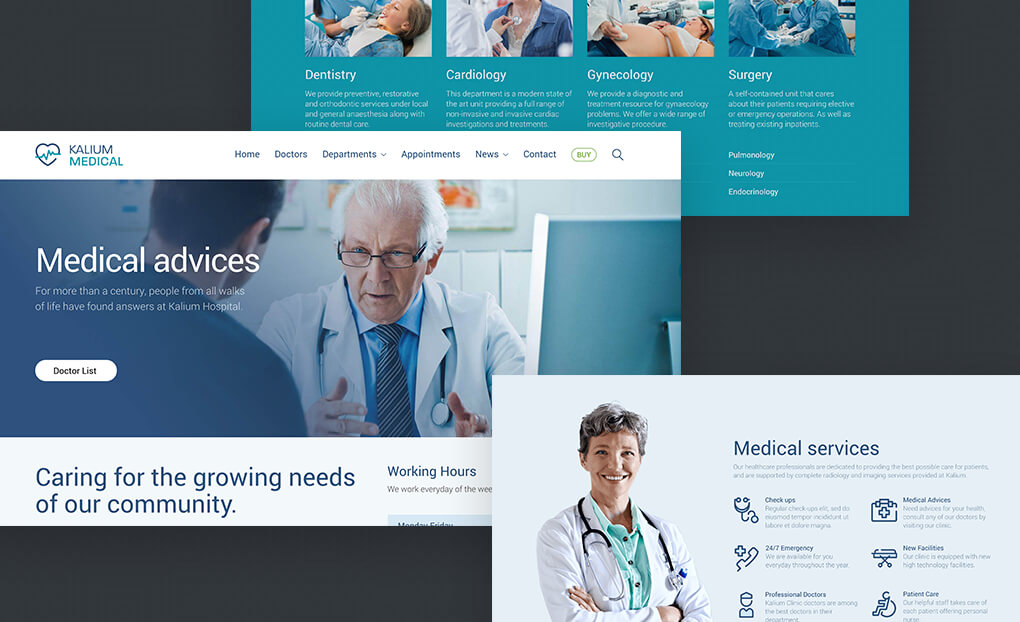 Dentistry
We provide preventive, restorative
and orthodontic services under local
and general anaesthesia along with
routine dental care.
Cardiology
This department is a modern state of
the art unit providing a full range of
non-invasive and invasive cardiac
investigations and treatments.
Gynecology
We provide a diagnostic and
treatment resource for gynaecology
problems. We offer a wide range of
investigative procedure.
Surgery
A self-contained unit that cares
about their patients requiring elective
or emergency operations. As well as
treating existing inpatients.
Pulmonology
Neurology
Endocrinology
KALIUM
MEDICAL
Home Doctors Departments Appointments News Contact BUY
Medical advices
For more than a century, people from all walks
of life have found answers at Kalium Hospital.
Doctor List
Caring for the growing needs
of our community.
Working Hours
We work everyday of the wee
Monday-Friday
Medical services
Our healthcare professionals are dedicated to providing the best possible care for patients,
and are supported by complete radiology and imaging services provided at Kalium.
Check ups
Regular check-ups elit, sed do
eiusmod tempor incididunt ut
labore et dolore magna.
Medical Advices
Need advices for your health,
consult any of our doctors by
visiting our clinic.
24/7 Emergency
We are available for you
everyday throughout the year.
New Facilities
Our clinic is equipped with new
high technology facilities.
Professional Doctors
Kalium Clinic doctors are among
the best doctors in their
department.
Patient Care
Our helpful staff takes care of
each patient offering personal
nurse.